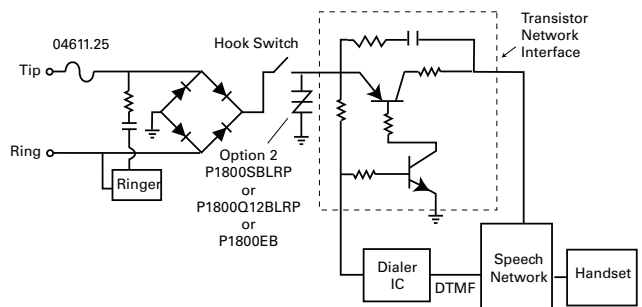 04611.25
Tip
Ring
Ringer
Hook Switch
Option 2
P1800SBLRP
or
P1800Q12BLRP
or
P1800EB
Transistor
Network
Interface
Dialer
IC
DTMF
Speech
Network
Handset